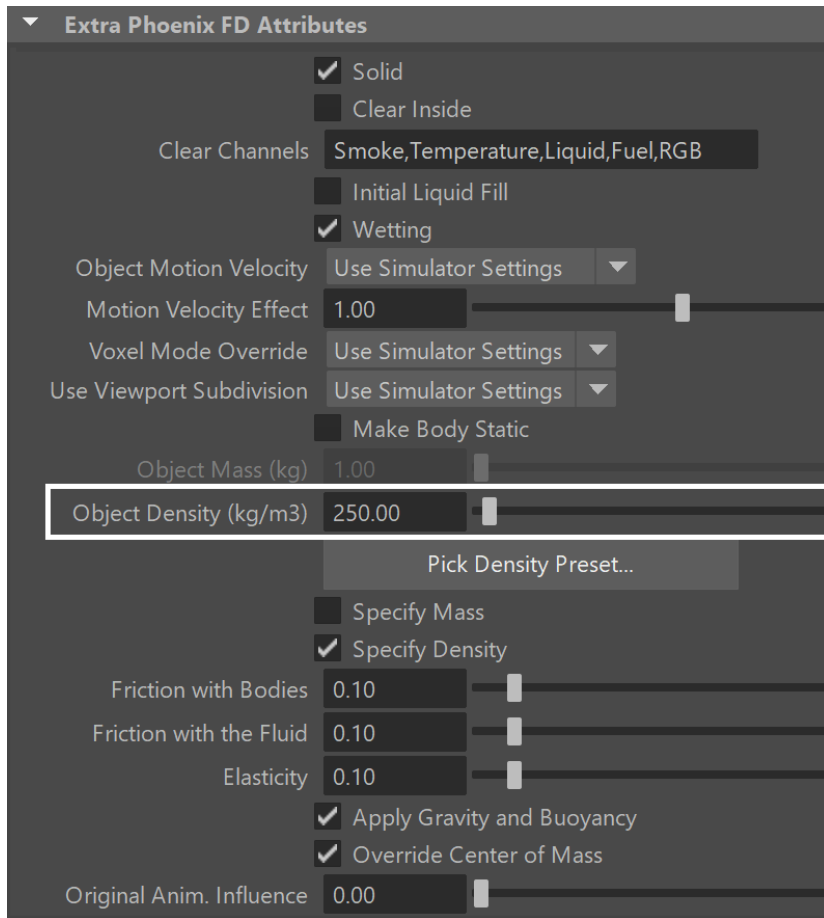 Extra Phoenix FD Attributes
Solid
Clear Inside
Clear Channels Smoke,Temperature,Liquid,Fuel,RGB
Initial Liquid Fill
Wetting
Object Motion Velocity Use Simulator Settings
Motion Velocity Effect 1.00
Voxel Mode Override Use Simulator Settings
Use Viewport Subdivision Use Simulator Settings
Make Body Static
Object Mass (kg) 1.00
Object Density (kg/m3) 250.00
Pick Density Preset...
Specify Mass
Specify Density
Friction with Bodies 0.10
Friction with the Fluid 0.10
Elasticity 0.10
Apply Gravity and Buoyancy
Override Center of Mass
Original Anim. Influence 0.00